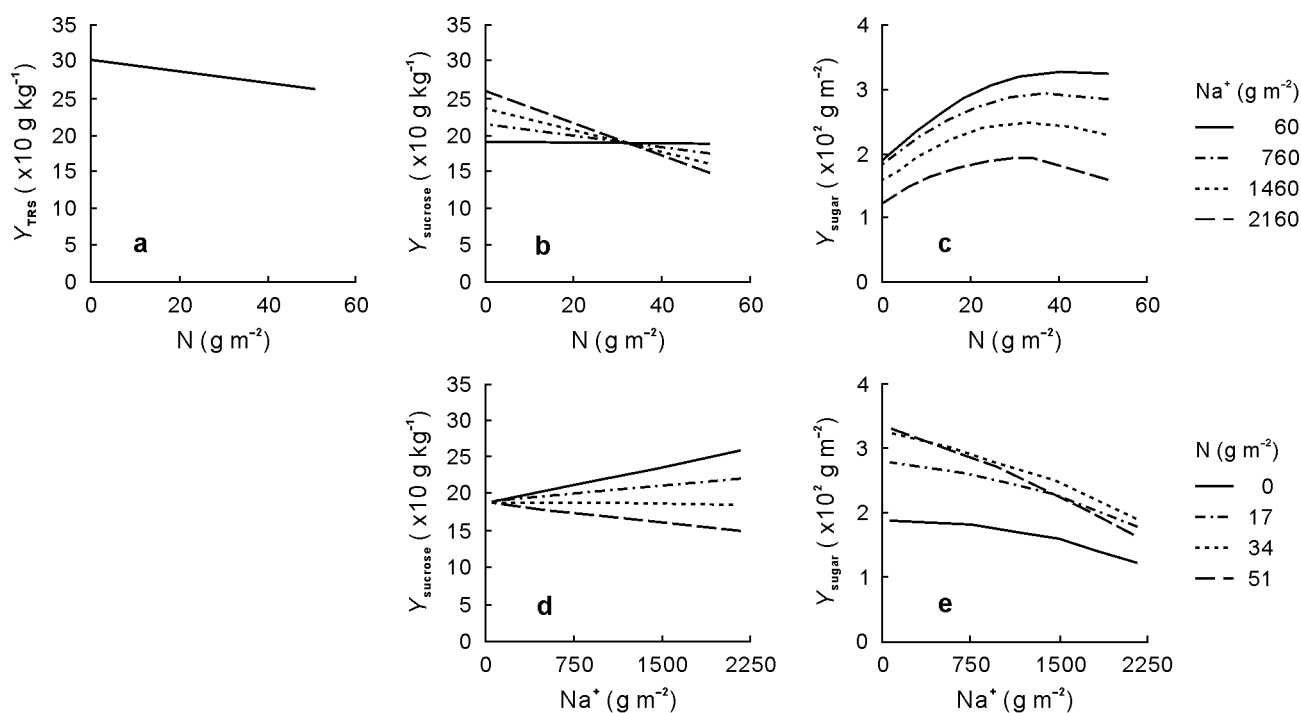 35
30
25
20
15
10
5
0
Y_TRS ( x10 g kg⁻¹)
a
0 20 40 60
N (g m⁻²)
35
30
25
20
15
10
5
0
Y_sucrose ( x10 g kg⁻¹)
b
0 20 40 60
N (g m⁻²)
4
3
2
1
0
Y_sugar ( x10² g m⁻²)
c
0 20 40 60
N (g m⁻²)
Na⁺ (g m⁻²)
60
760
1460
2160
35
30
25
20
15
10
5
0
Y_sucrose ( x10 g kg⁻¹)
d
0 750 1500 2250
Na⁺ (g m⁻²)
4
3
2
1
0
Y_sugar ( x10² g m⁻²)
e
0 750 1500 2250
Na⁺ (g m⁻²)
N (g m⁻²)
0
17
34
51